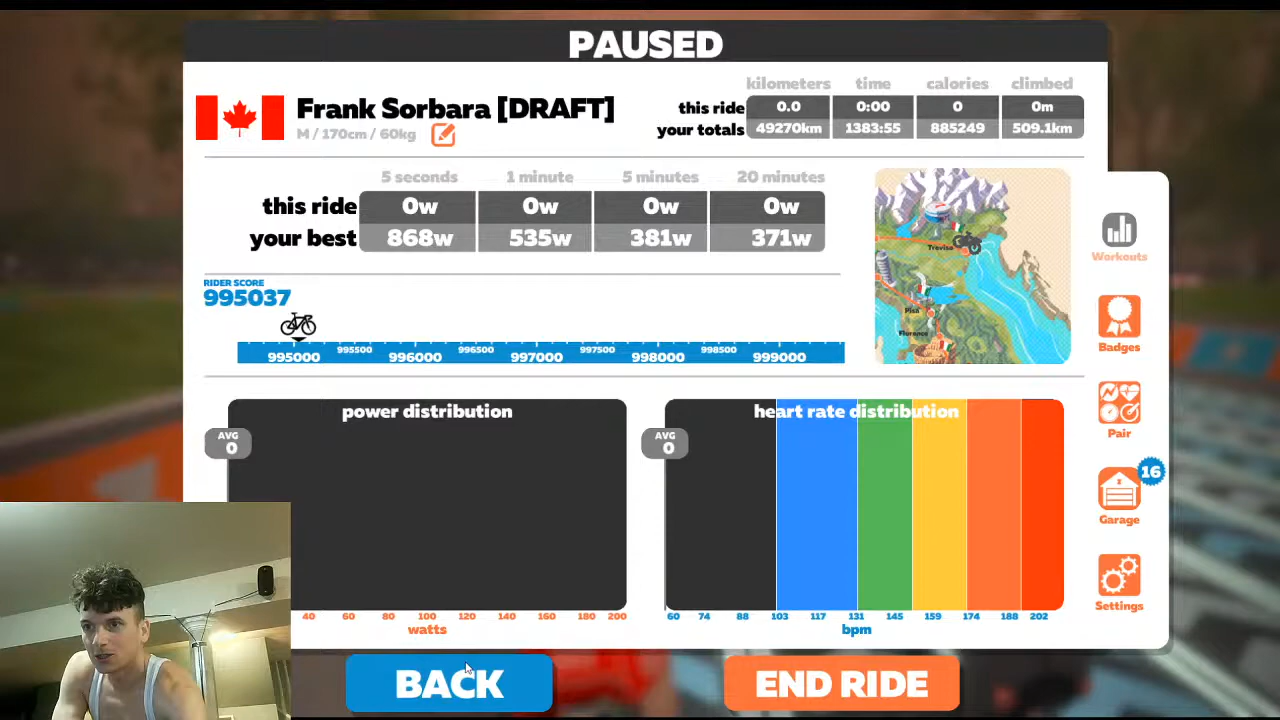 PAUSED
Frank Sorbara [DRAFT]
M / 170cm / 60kg
kilometers time calories climbed
this ride 0.0 0:00 0 0m
your totals 49270km 1383:55 885249 509.1km
5 seconds 1 minute 5 minutes 20 minutes
this ride 0w 0w 0w 0w
your best 868w 535w 381w 371w
RIDER SCORE
995037
995000 995500 996000 996500 997000 997500 998000 998500 999000
Treviso
Pisa
Florence
Workouts
Badges
Pair
16
Garage
Settings
power distribution
AVG
0
40 60 80 100 120 140 160 180 200
watts
heart rate distribution
AVG
0
60 74 88 103 117 131 145 159 174 188 202
bpm
BACK
END RIDE